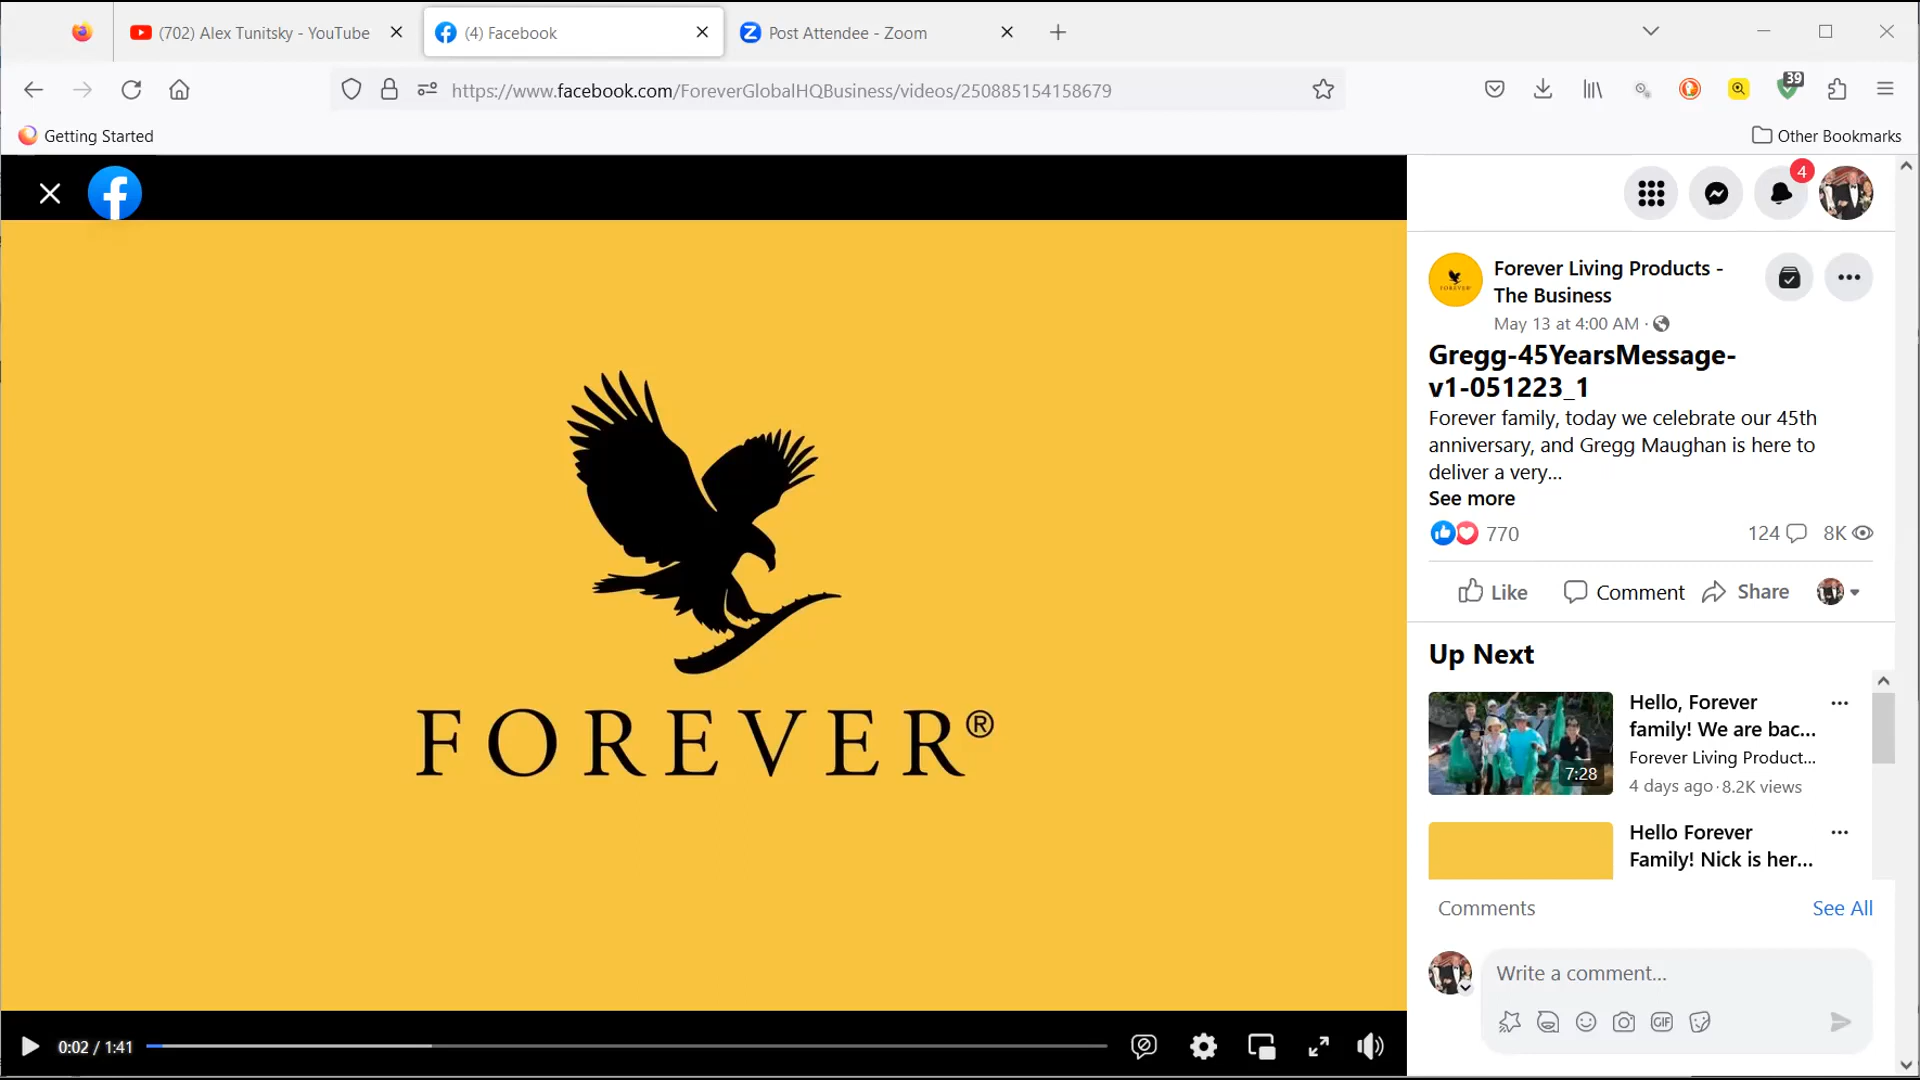 (702) Alex Tunitsky - YouTube
(4) Facebook
Post Attendee - Zoom
https://www.facebook.com/ForeverGlobalHQBusiness/videos/250885154158679
39
Getting Started
Other Bookmarks
4
FOREVER®
0:02 / 1:41
Forever Living Products -
The Business
May 13 at 4:00 AM ·
Gregg-45YearsMessage-
v1-051223_1
Forever family, today we celebrate our 45th
anniversary, and Gregg Maughan is here to
deliver a very...
See more
770
124
8K
Like
Comment
Share
Up Next
7:28
Hello, Forever
family! We are bac...
Forever Living Product...
4 days ago · 8.2K views
Hello Forever
Family! Nick is her...
Comments
See All
Write a comment...
GIF